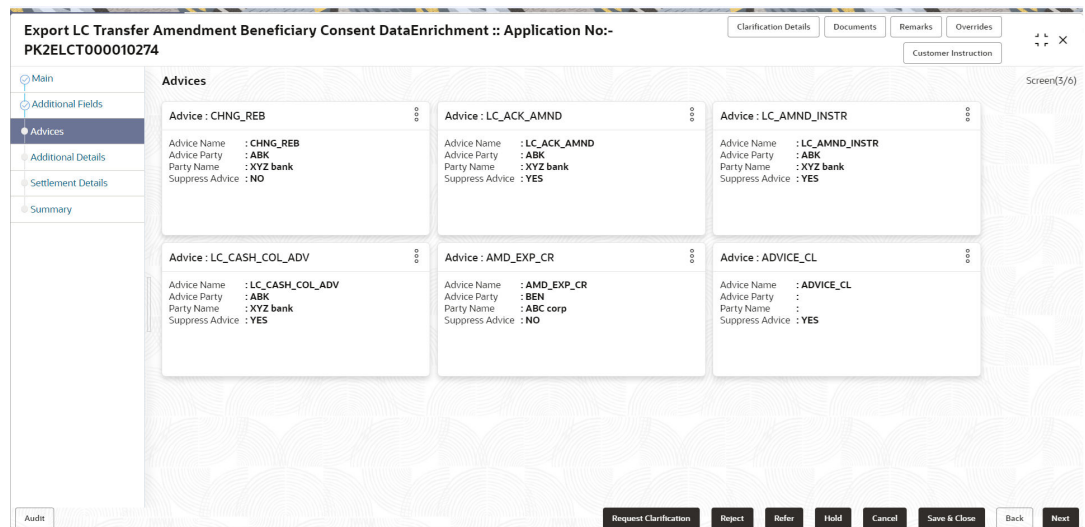 Export LC Transfer Amendment Beneficiary Consent DataEnrichment :: Application No:-
PK2ELCT000010274
Clarification Details
Documents
Remarks
Overrides
Customer Instruction
Main
Additional Fields
Advices
Additional Details
Settlement Details
Summary
Advices
Screen(3/6)
Advice : CHNG_REB
Advice Name : CHNG_REB
Advice Party : ABK
Party Name : XYZ bank
Suppress Advice : NO
Advice : LC_ACK_AMND
Advice Name : LC_ACK_AMND
Advice Party : ABK
Party Name : XYZ bank
Suppress Advice : YES
Advice : LC_AMND_INSTR
Advice Name : LC_AMND_INSTR
Advice Party : ABK
Party Name : XYZ bank
Suppress Advice : YES
Advice : LC_CASH_COL_ADV
Advice Name : LC_CASH_COL_ADV
Advice Party : ABK
Party Name : XYZ bank
Suppress Advice : YES
Advice : AMD_EXP_CR
Advice Name : AMD_EXP_CR
Advice Party : BEN
Party Name : ABC corp
Suppress Advice : NO
Advice : ADVICE_CL
Advice Name : ADVICE_CL
Advice Party :
Party Name :
Suppress Advice : YES
Audit
Request Clarification
Reject
Refer
Hold
Cancel
Save & Close
Back
Next